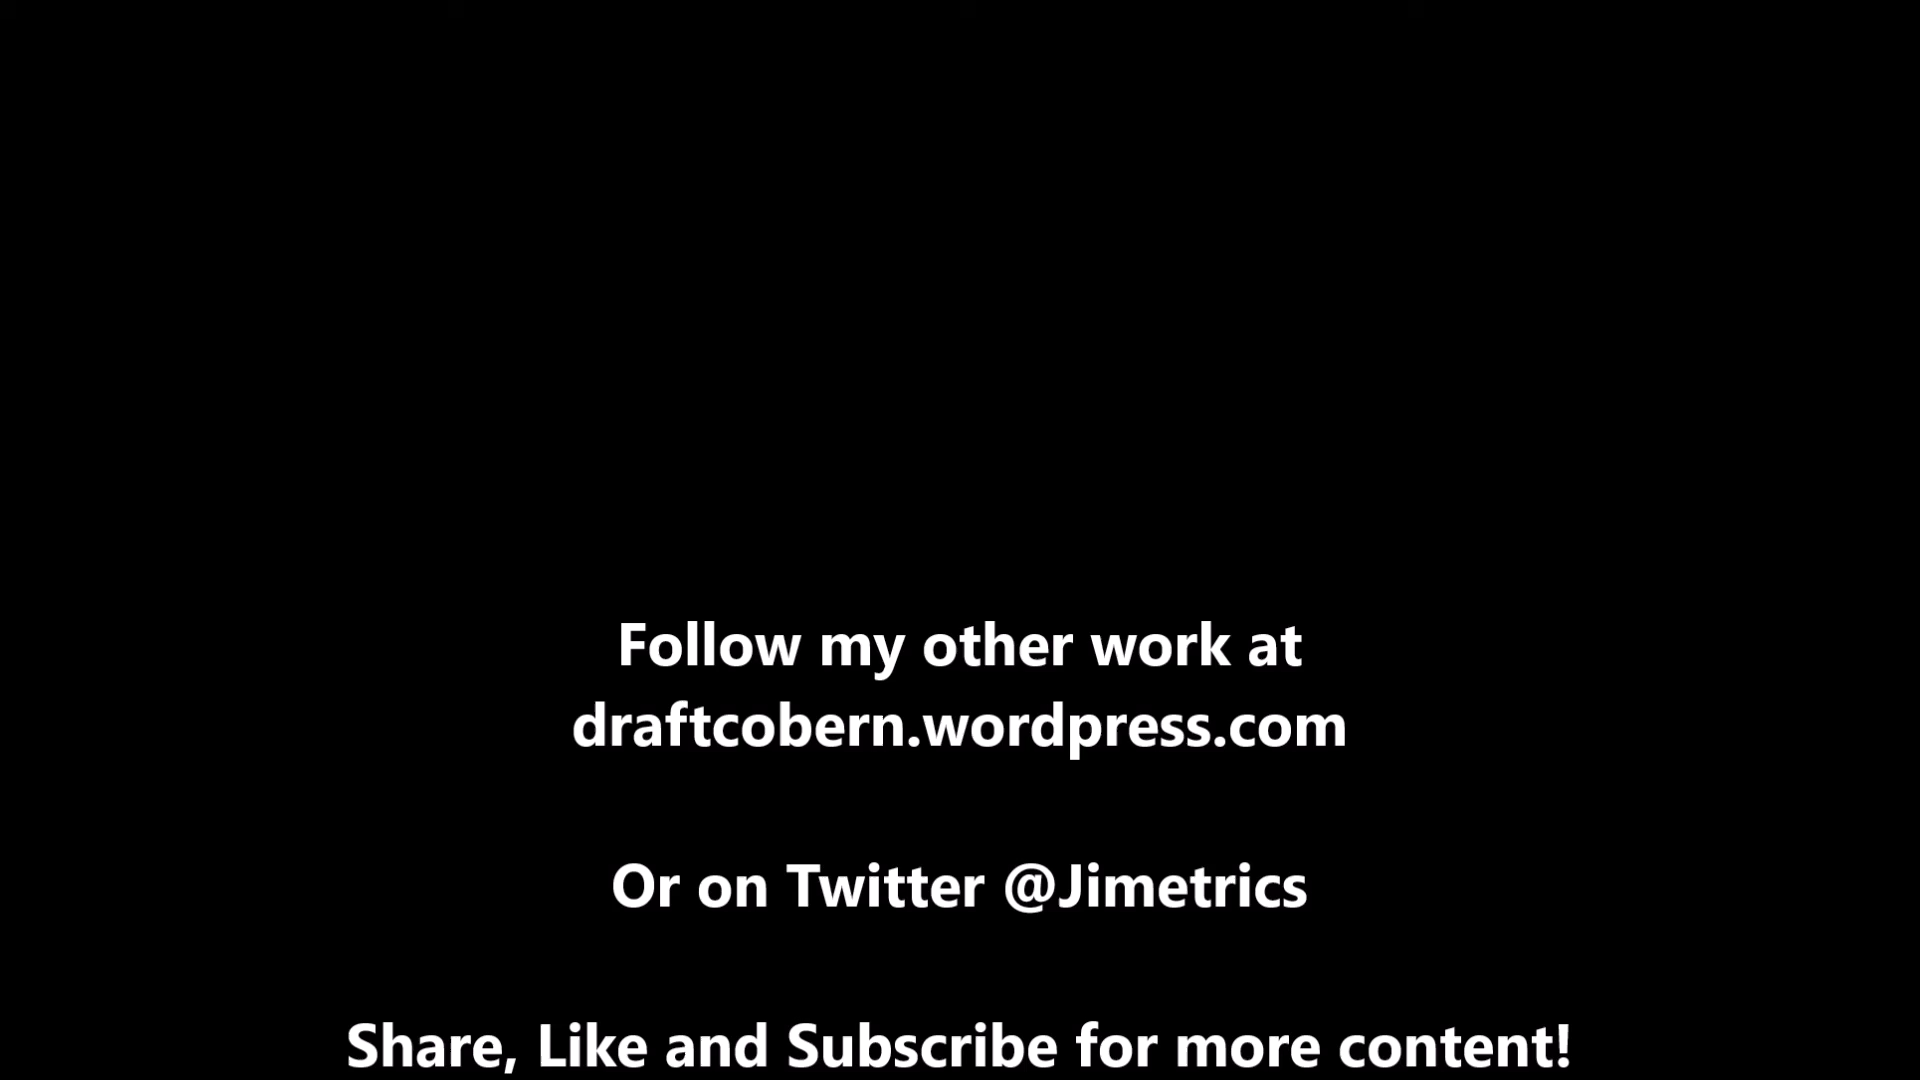 Follow my other work at
draftcobern.wordpress.com
Or on Twitter @Jimetrics
Share, Like and Subscribe for more content!